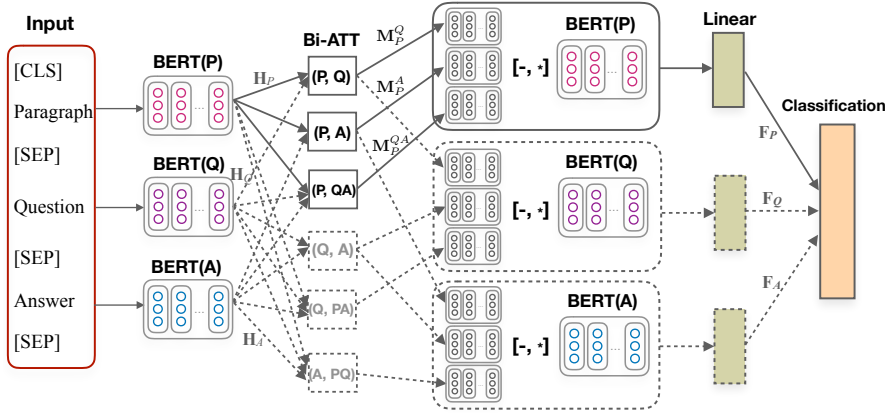 Input
[CLS]
Paragraph
[SEP]
Question
[SEP]
Answer
[SEP]
BERT(P)
BERT(Q)
BERT(A)
H_P
H_Q
H_A
Bi-ATT
(P, Q)
(P, A)
(P, QA)
(Q, A)
(Q, PA)
(A, PQ)
M_P^Q
M_P^A
M_P^QA
BERT(P)
...
[-, *]
BERT(Q)
[-, *]
BERT(A)
[-, *]
Linear
F_P
F_Q
F_A
Classification